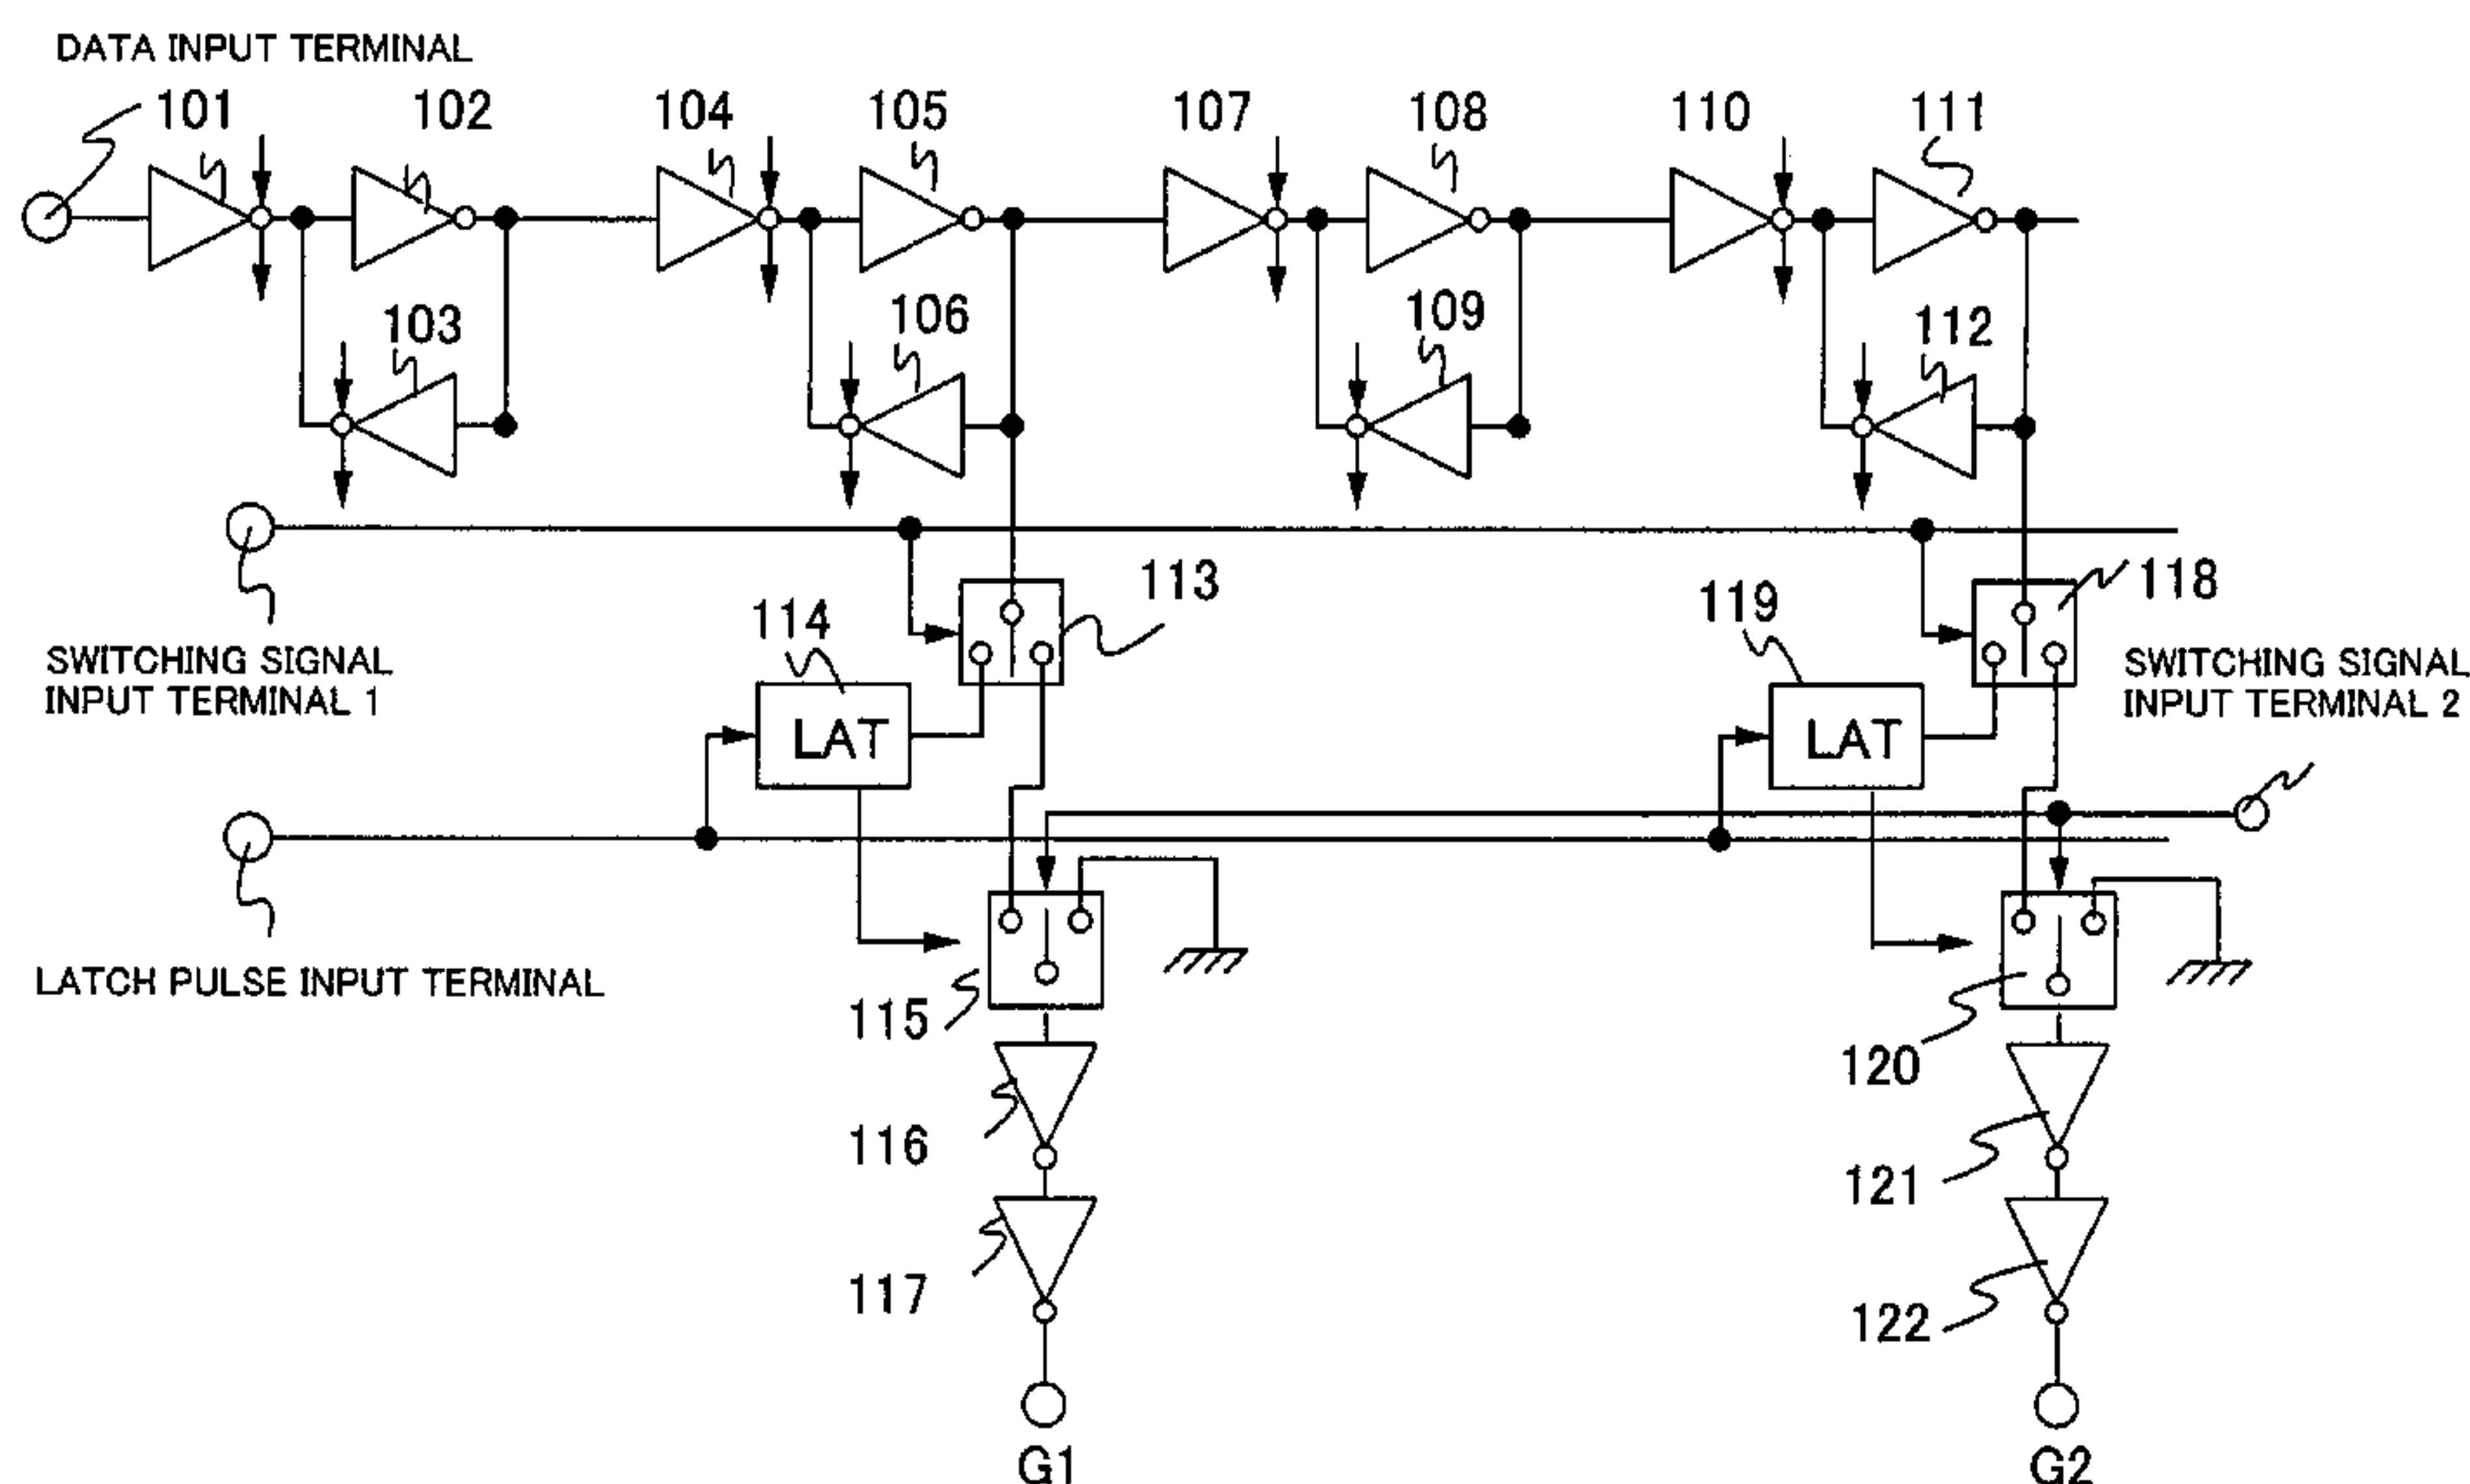 DATA INPUT TERMINAL
101
102
104
105
107
108
110
111
103
106
109
112
113
118
114
119
LAT
LAT
SWITCHING SIGNAL
INPUT TERMINAL 1
SWITCHING SIGNAL
INPUT TERMINAL 2
LATCH PULSE INPUT TERMINAL
115
120
116
121
117
122
G1
G2